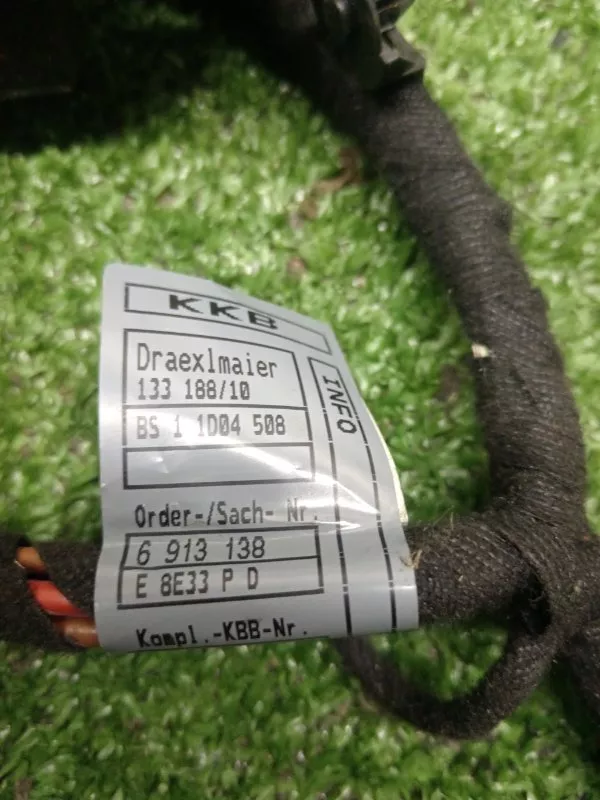 KKB
Draexlmaier
133 188/10
BS 1 1D04 508
INFO
Order-/Sach- Nr.
6 913 138
E 8E33 P D
Kompl.-KBB-Nr.